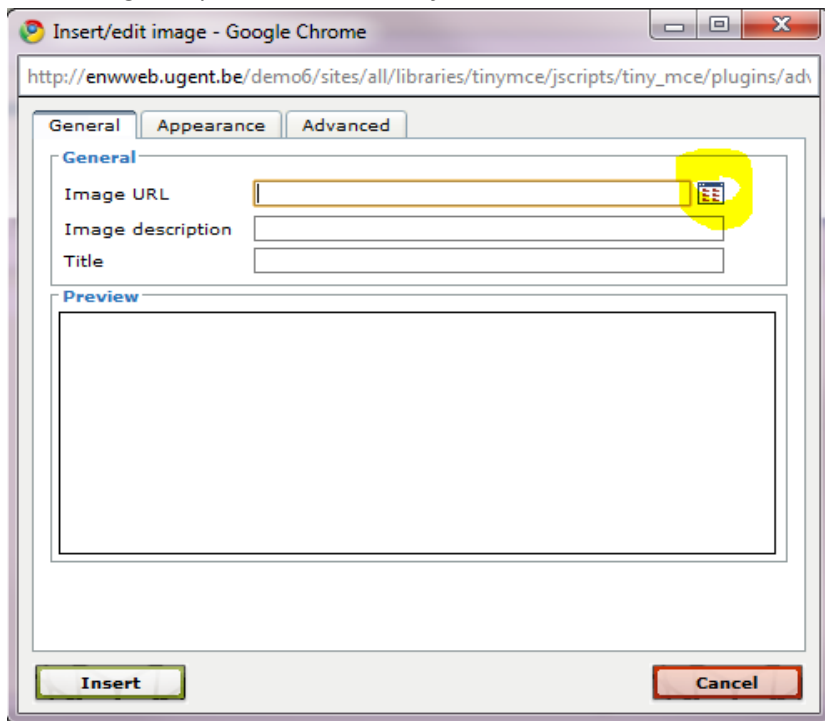 Insert/edit image - Google Chrome
http://enwweb.ugent.be/demo6/sites/all/libraries/tinymce/jscripts/tiny_mce/plugins/adv
General Appearance Advanced
General
Image URL
Image description
Title
Preview
Insert Cancel